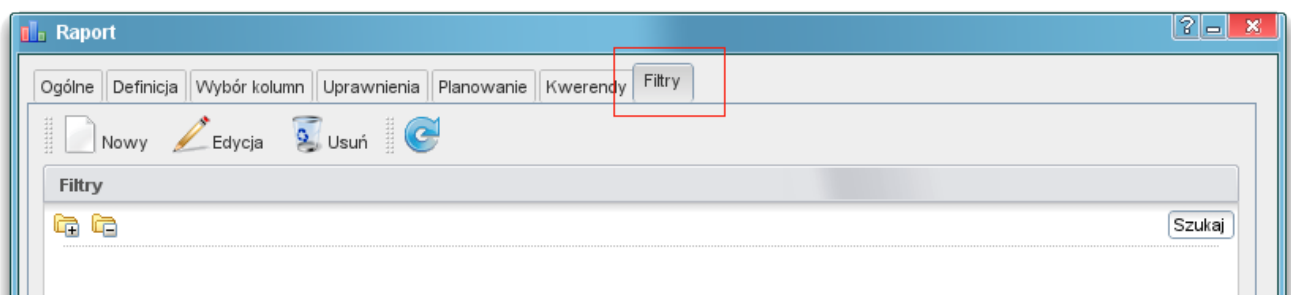 Raport
Ogólne Definicja Wybór kolumn Uprawnienia Planowanie Kwerendy Filtry
Nowy Edycja Usuń
Filtry
Szukaj